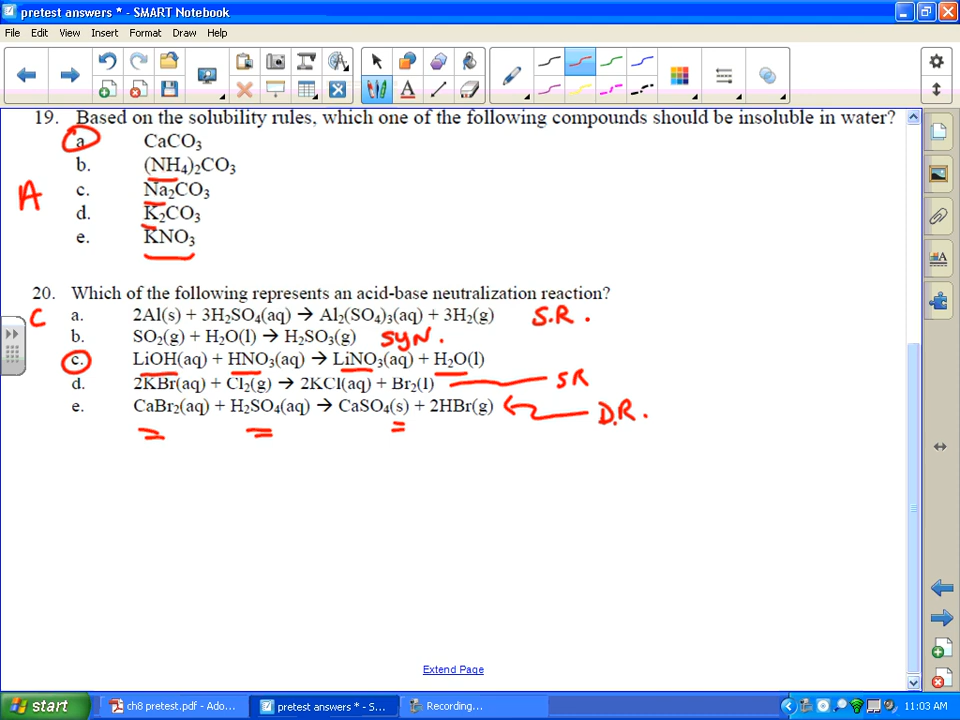 pretest answers * - SMART Notebook
File Edit View Insert Format Draw Help
19. Based on the solubility rules, which one of the following compounds should be insoluble in water?
a CaCO₃
b. (NH₄)₂CO₃
A
c. Na₂CO₃
d. K₂CO₃
e. KNO₃
20. Which of the following represents an acid-base neutralization reaction?
C
a. 2Al(s) + 3H₂SO₄(aq) → Al₂(SO₄)₃(aq) + 3H₂(g) S.R.
b. SO₂(g) + H₂O(l) → H₂SO₃(g) SYN.
c. LiOH(aq) + HNO₃(aq) → LiNO₃(aq) + H₂O(l)
d. 2KBr(aq) + Cl₂(g) → 2KCl(aq) + Br₂(l) SR
e. CaBr₂(aq) + H₂SO₄(aq) → CaSO₄(s) + 2HBr(g) D.R.
Extend Page
start ch8 pretest.pdf - Ado... pretest answers * - S... Recording... 11:03 AM